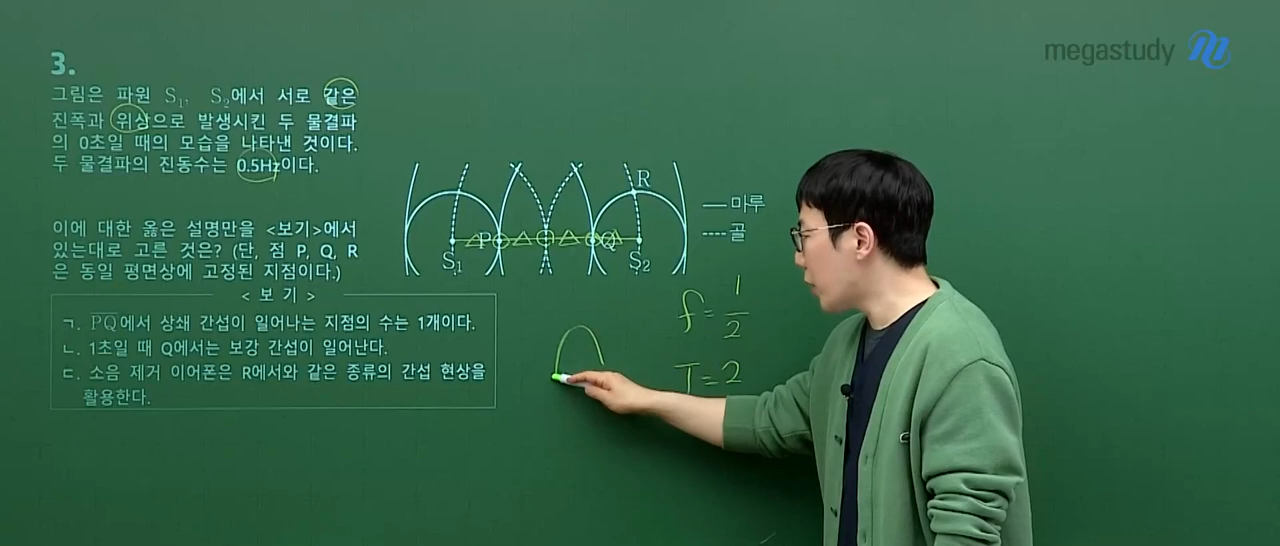 megastudy
3.
그림은 파원 S₁, S₂에서 서로 같은
진폭과 위상으로 발생시킨 두 물결파
의 0초일 때의 모습을 나타낸 것이다.
두 물결파의 진동수는 0.5Hz이다.
이에 대한 옳은 설명만을 <보기>에서
있는대로 고른 것은? (단, 점 P, Q, R
은 동일 평면상에 고정된 지점이다.)
< 보 기 >
ㄱ. PQ에서 상쇄 간섭이 일어나는 지점의 수는 1개이다.
ㄴ. 1초일 때 Q에서는 보강 간섭이 일어난다.
ㄷ. 소음 제거 이어폰은 R에서와 같은 종류의 간섭 현상을
활용한다.
R
P
Q
S₁
S₂
마루
골
f = 1/2
T = 2